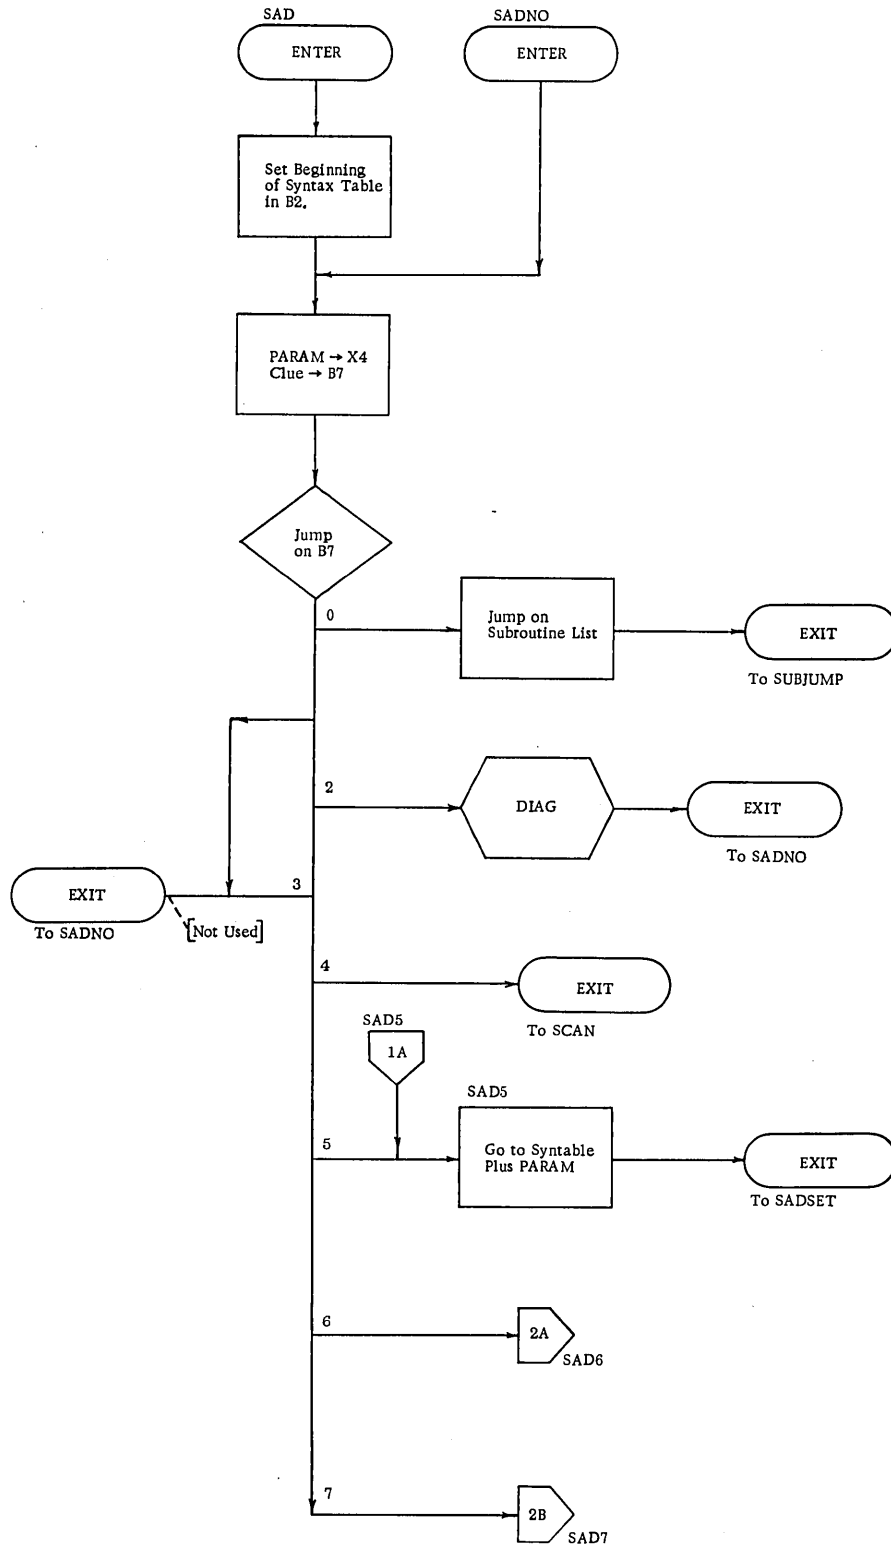 SAD
SADNO
ENTER
ENTER
Set Beginning
of Syntax Table
in B2.
PARAM → X4
Clue → B7
Jump
on B7
0
Jump on
Subroutine List
EXIT
To SUBJUMP
2
DIAG
EXIT
To SADNO
EXIT
3
To SADNO
[Not Used]
4
EXIT
To SCAN
SAD5
1A
SAD5
5
Go to Syntable
Plus PARAM
EXIT
To SADSET
6
2A
SAD6
7
2B
SAD7